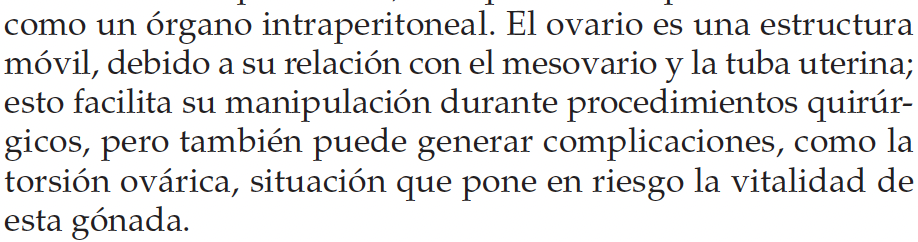 como un órgano intraperitoneal. El ovario es una estructura
móvil, debido a su relación con el mesovario y la tuba uterina;
esto facilita su manipulación durante procedimientos quirúr-
gicos, pero también puede generar complicaciones, como la
torsión ovárica, situación que pone en riesgo la vitalidad de
esta gónada.